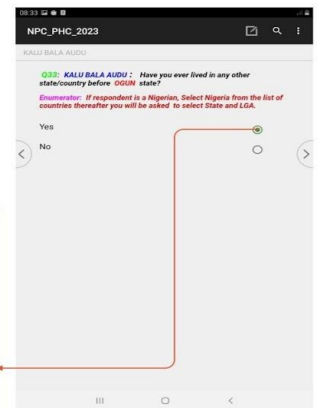 08:33
NPC_PHC_2023
KALU BALA AUDU
Q33: KALU BALA AUDU : Have you ever lived in any other
state/country before OGUN state?
Enumerator: If respondent is a Nigerian, Select Nigeria from the list of
countries thereafter you will be asked to select State and LGA.
Yes
No